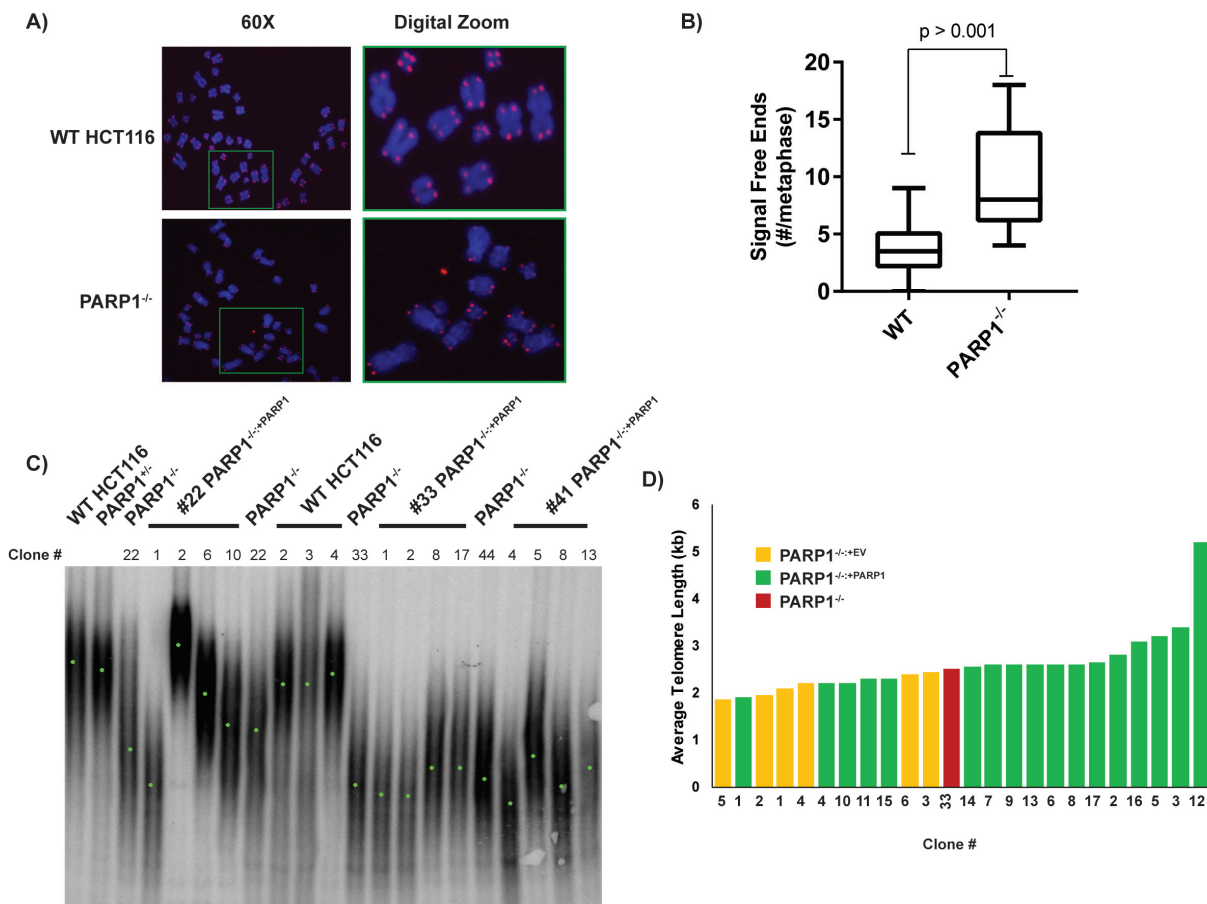 A)
60X
Digital Zoom
WT HCT116
PARP1-/-
B)
p > 0.001
Signal Free Ends
(#/metaphase)
20
15
10
5
0
WT
PARP1-/-
C)
WT HCT116
PARP1+/-
PARP1-/-
#22 PARP1-/-:+PARP1
PARP1-/-
WT HCT116
PARP1-/-
#33 PARP1-/-:+PARP1
PARP1-/-
#41 PARP1-/-:+PARP1
Clone # 22 1 2 6 10 22 2 3 4 33 1 2 8 17 44 4 5 8 13
D)
Average Telomere Length (kb)
6
5
4
3
2
1
0
PARP1-/-:+EV
PARP1-/-:+PARP1
PARP1-/-
5 1 2 1 4 4 10 11 15 6 3 33 14 7 9 13 6 8 17 2 16 5 3 12
Clone #